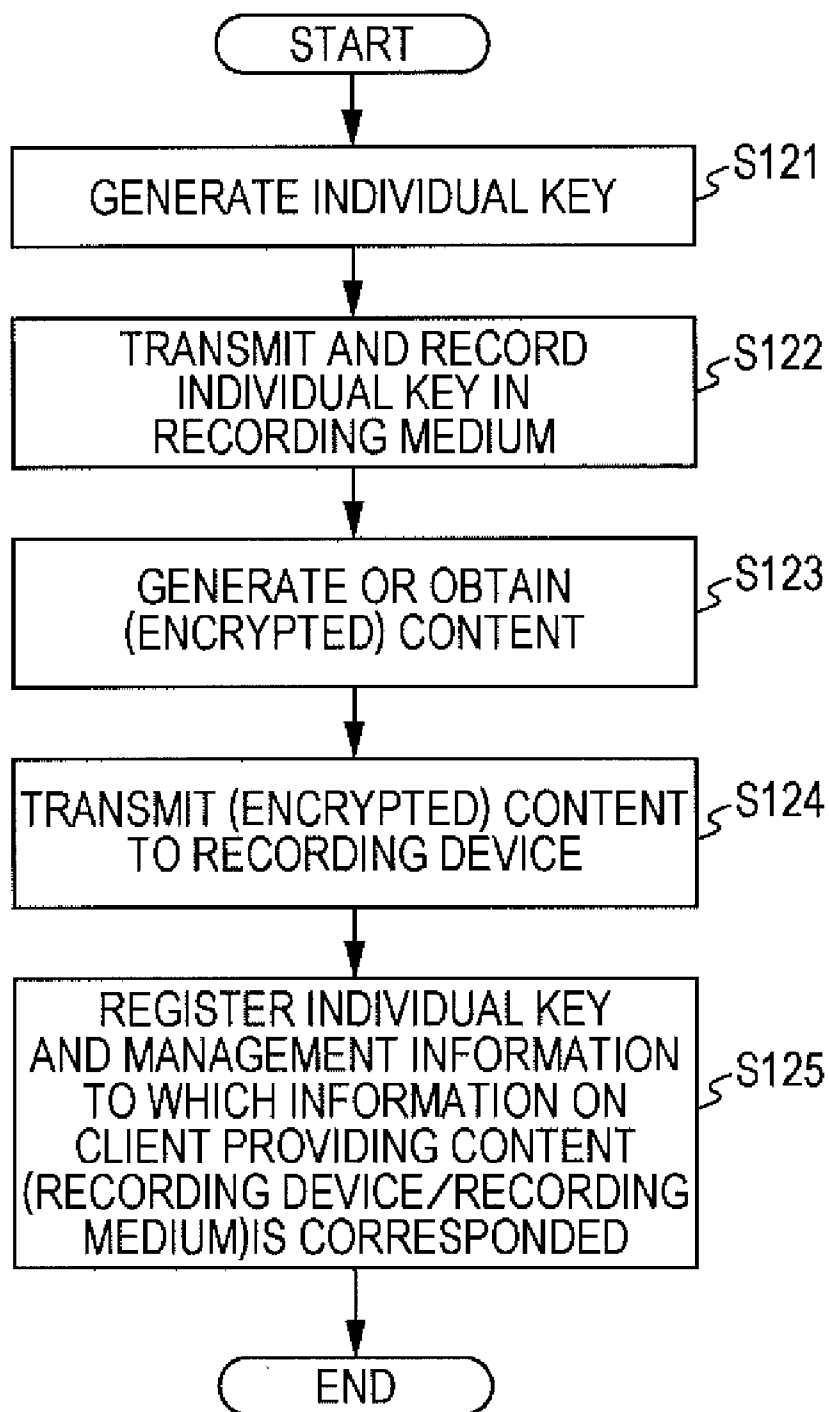 START
GENERATE INDIVIDUAL KEY
S121
TRANSMIT AND RECORD
INDIVIDUAL KEY IN
RECORDING MEDIUM
S122
GENERATE OR OBTAIN
(ENCRYPTED) CONTENT
S123
TRANSMIT (ENCRYPTED) CONTENT
TO RECORDING DEVICE
S124
REGISTER INDIVIDUAL KEY
AND MANAGEMENT INFORMATION
TO WHICH INFORMATION ON
CLIENT PROVIDING CONTENT
(RECORDING DEVICE/RECORDING
MEDIUM)IS CORRESPONDED
S125
END